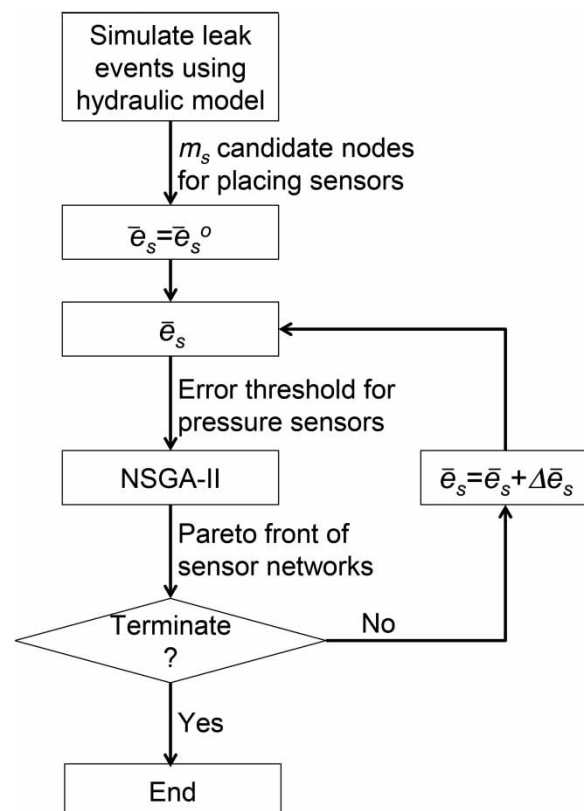 Simulate leak
events using
hydraulic model
m_s candidate nodes
for placing sensors
ē_s=ē_s^o
ē_s
Error threshold for
pressure sensors
NSGA-II
ē_s=ē_s+Δē_s
Pareto front of
sensor networks
Terminate
?
No
Yes
End